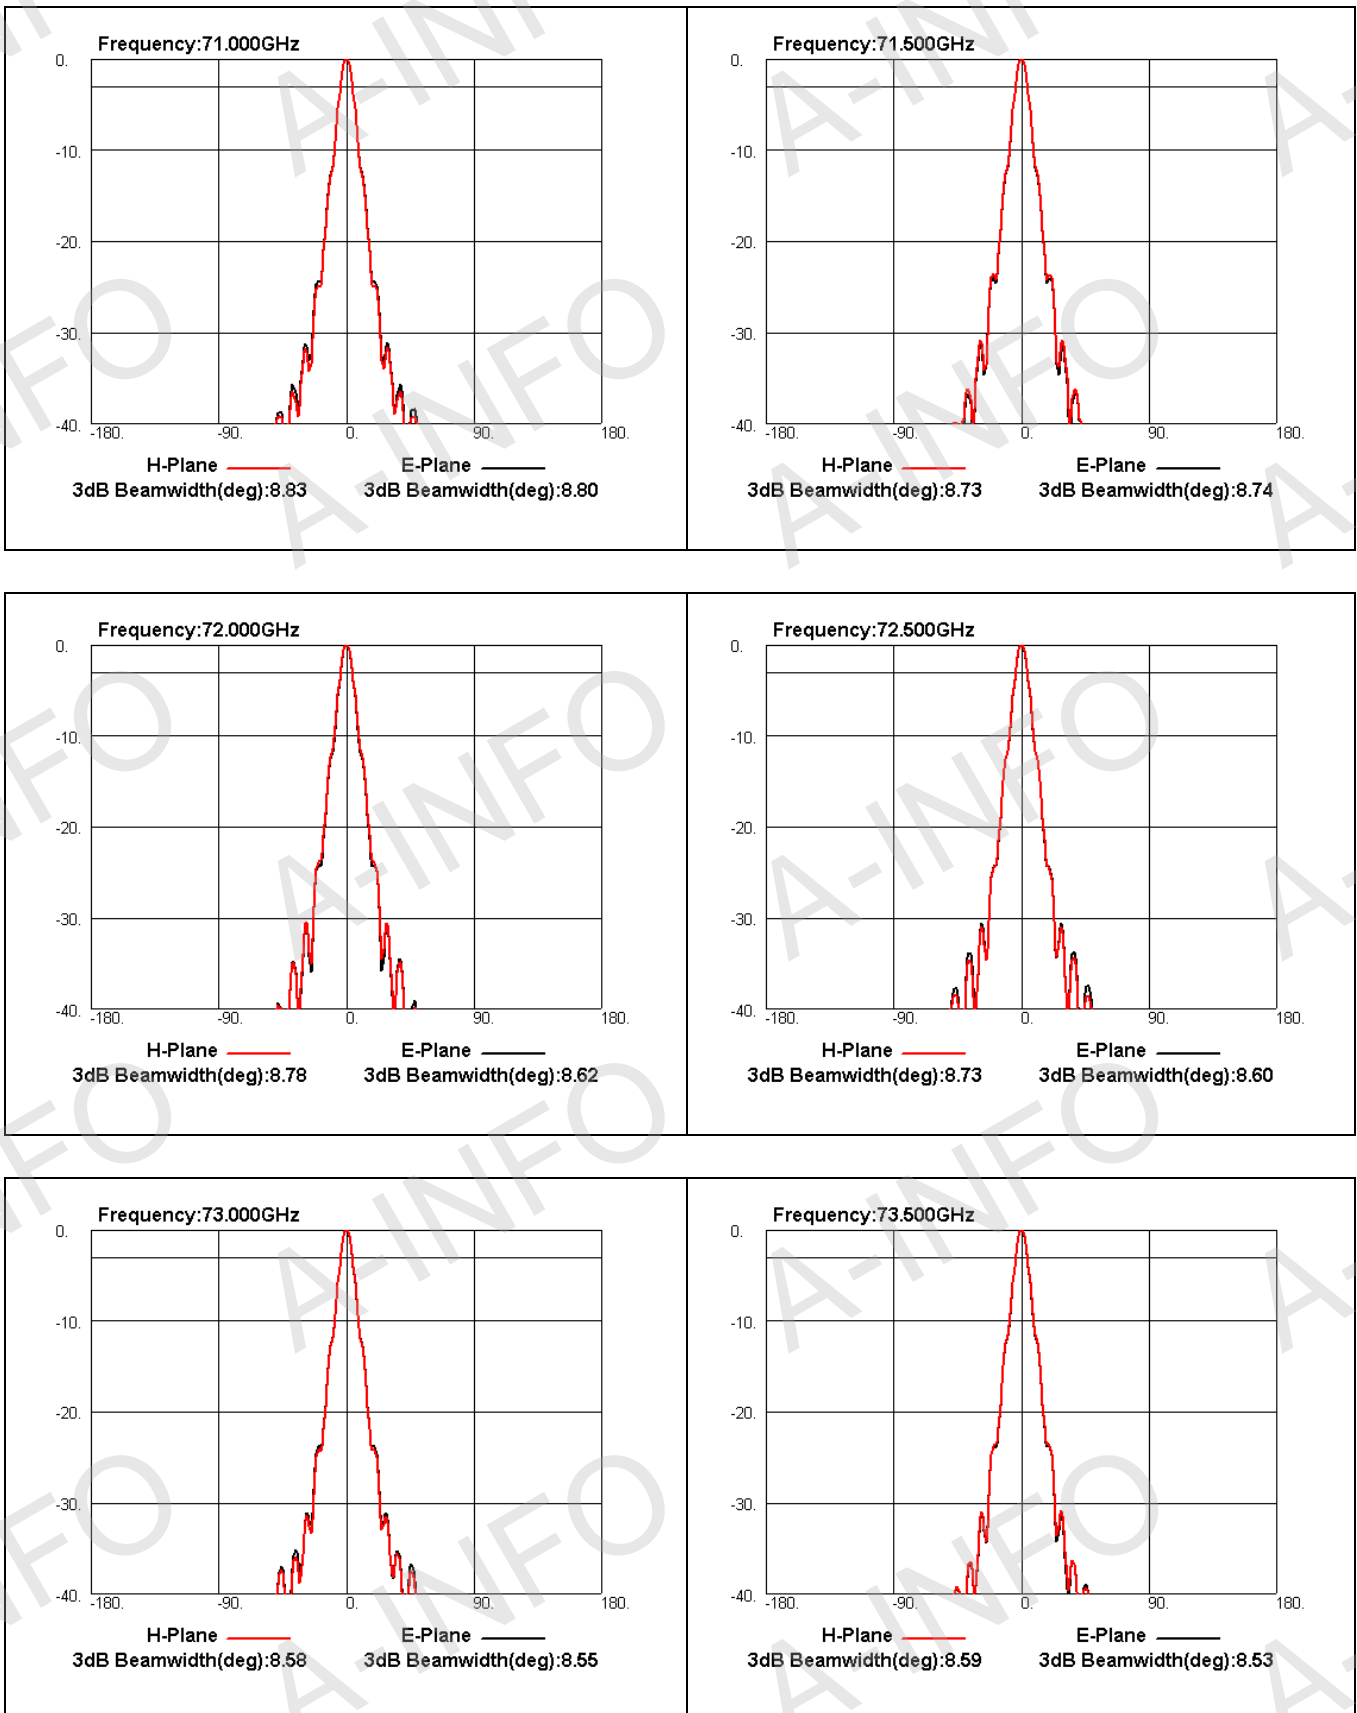 Frequency:71.000GHz
0.
-10.
-20.
-30.
-40.
-180.
-90.
0.
90.
180.
H-Plane
E-Plane
3dB Beamwidth(deg):8.83
3dB Beamwidth(deg):8.80
Frequency:71.500GHz
0.
-10.
-20.
-30.
-40.
-180.
-90.
0.
90.
180.
H-Plane
E-Plane
3dB Beamwidth(deg):8.73
3dB Beamwidth(deg):8.74
Frequency:72.000GHz
0.
-10.
-20.
-30.
-40.
-180.
-90.
0.
90.
180.
H-Plane
E-Plane
3dB Beamwidth(deg):8.78
3dB Beamwidth(deg):8.62
Frequency:72.500GHz
0.
-10.
-20.
-30.
-40.
-180.
-90.
0.
90.
180.
H-Plane
E-Plane
3dB Beamwidth(deg):8.73
3dB Beamwidth(deg):8.60
Frequency:73.000GHz
0.
-10.
-20.
-30.
-40.
-180.
-90.
0.
90.
180.
H-Plane
E-Plane
3dB Beamwidth(deg):8.58
3dB Beamwidth(deg):8.55
Frequency:73.500GHz
0.
-10.
-20.
-30.
-40.
-180.
-90.
0.
90.
180.
H-Plane
E-Plane
3dB Beamwidth(deg):8.59
3dB Beamwidth(deg):8.53
A-INFO